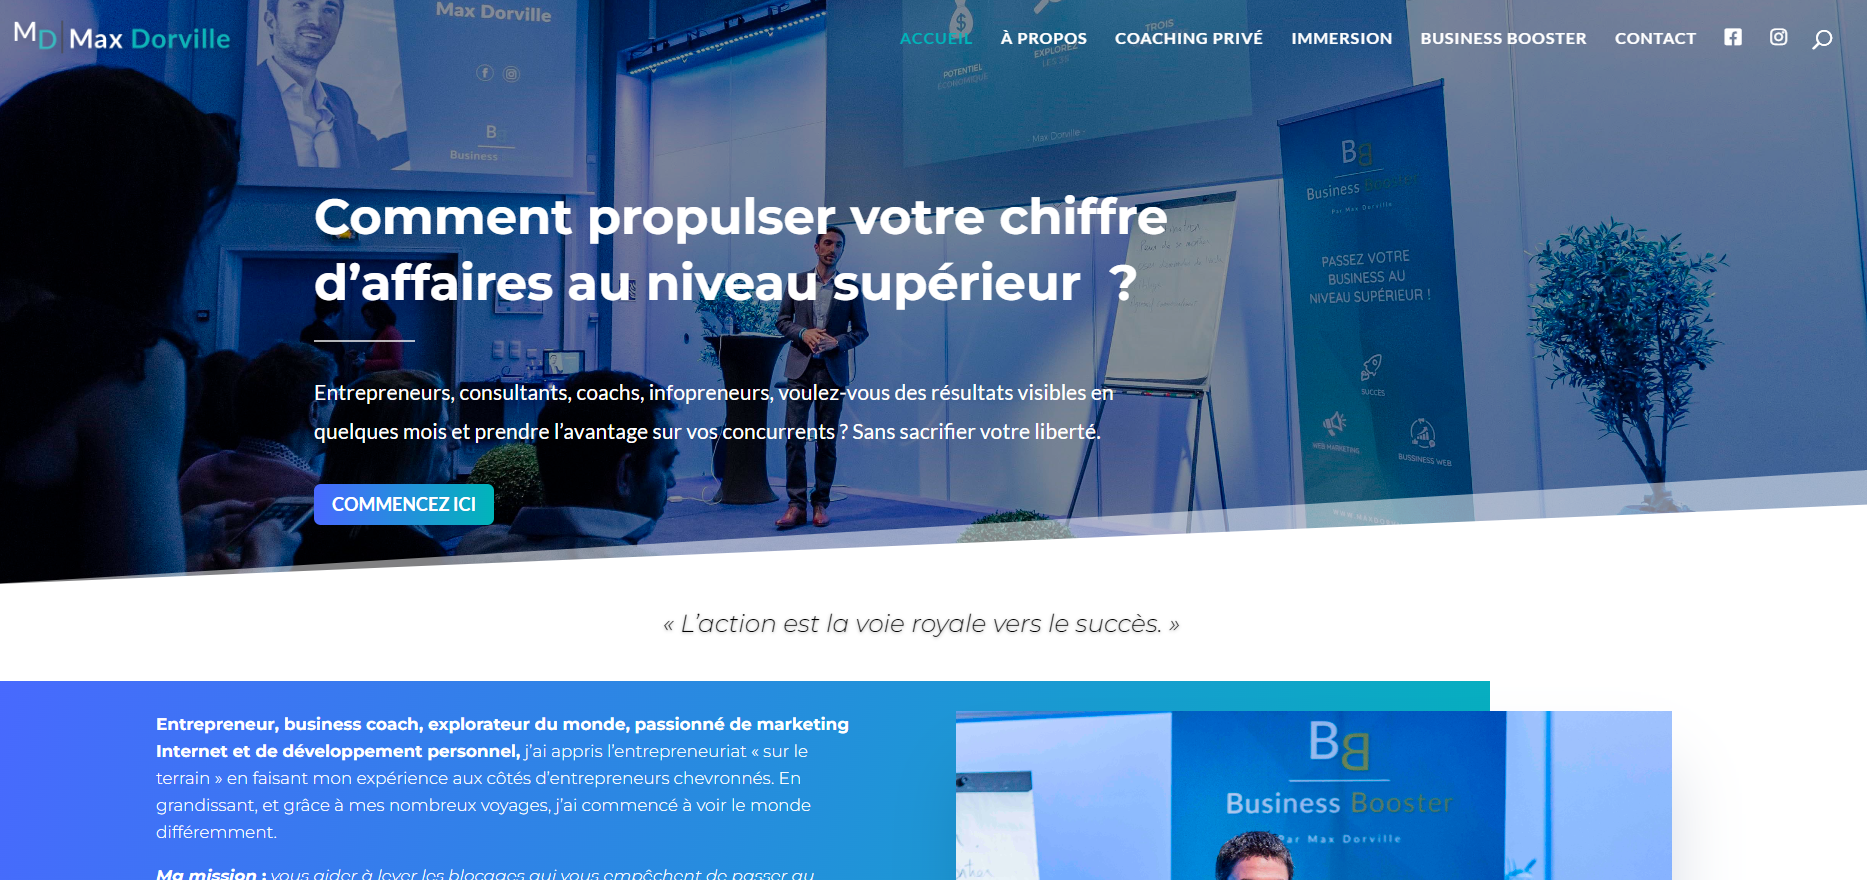 MD Max Dorville
ACCUEIL
À PROPOS
COACHING PRIVÉ
IMMERSION
BUSINESS BOOSTER
CONTACT
Max Dorville
Business
POTENTIEL
ÉCONOMIQUE
TROIS
EXPLOREZ
LES 3S
- Max Dorville -
BB
Business Booster
Par Max Dorville
PASSEZ VOTRE
BUSINESS AU
NIVEAU SUPÉRIEUR !
SUCCÈS
WEB MARKETING
BUSSINESS WEB
Comment propulser votre chiffre
d’affaires au niveau supérieur ?
Entrepreneurs, consultants, coachs, infopreneurs, voulez-vous des résultats visibles en
quelques mois et prendre l’avantage sur vos concurrents ? Sans sacrifier votre liberté.
COMMENCEZ ICI
« L’action est la voie royale vers le succès. »
Entrepreneur, business coach, explorateur du monde, passionné de marketing
Internet et de développement personnel, j’ai appris l’entrepreneuriat « sur le
terrain » en faisant mon expérience aux côtés d’entrepreneurs chevronnés. En
grandissant, et grâce à mes nombreux voyages, j’ai commencé à voir le monde
différemment.
Ma mission : vous aider à lever les blocages qui vous empêchent de passer au
BB
Business Booster
Par Max Dorville